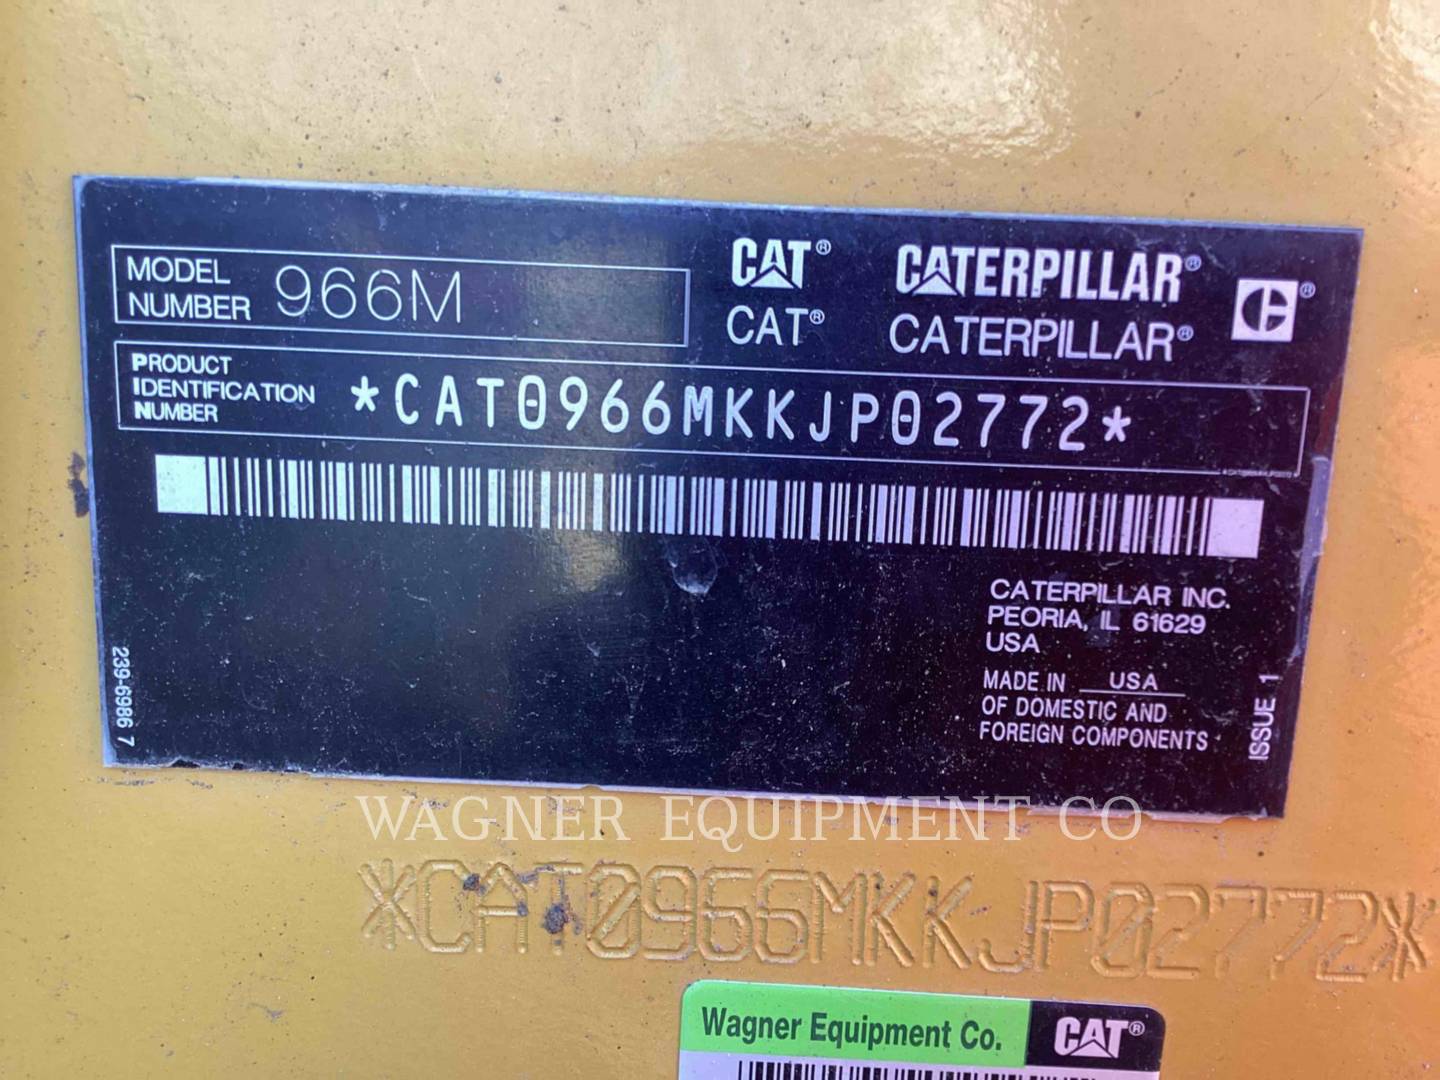 MODEL NUMBER 966M
CAT® CATERPILLAR®
CAT® CATERPILLAR®
PRODUCT IDENTIFICATION NUMBER *CAT0966MKKJP02772*
CATERPILLAR INC.
PEORIA, IL 61629
USA
MADE IN USA
OF DOMESTIC AND
FOREIGN COMPONENTS
239-6986 7
ISSUE 1
WAGNER EQUIPMENT CO
*CAT0966MKKJP02772*
Wagner Equipment Co. CAT®